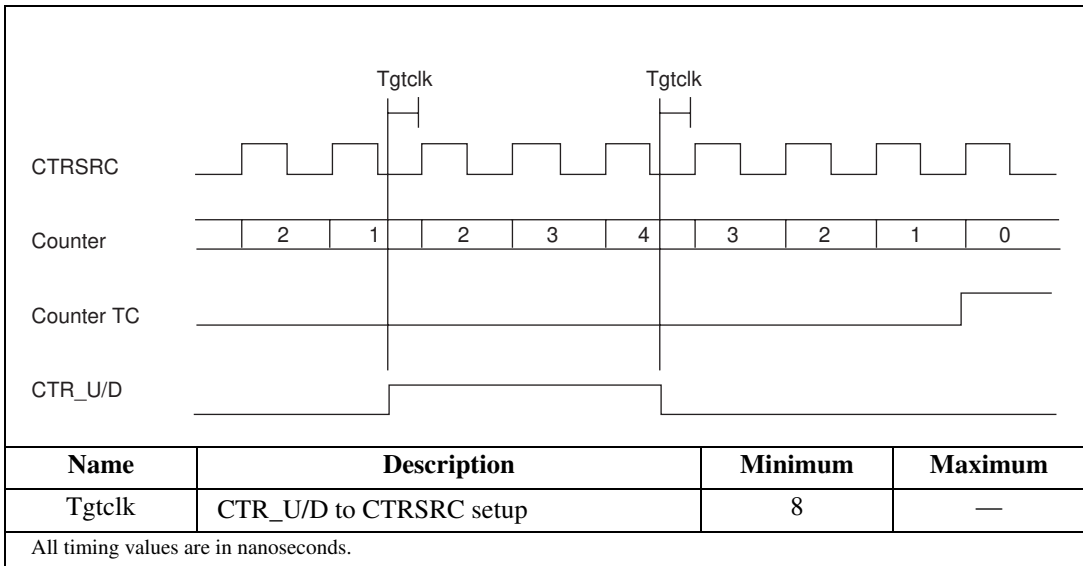 Tgtclk Tgtclk
CTRSRC
Counter 2 1 2 3 4 3 2 1 0
Counter TC
CTR_U/D
Name Description Minimum Maximum
Tgtclk CTR_U/D to CTRSRC setup 8 —
All timing values are in nanoseconds.